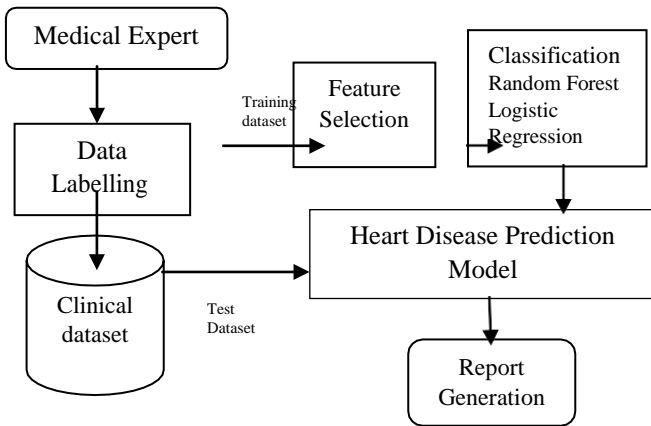 Medical Expert
Data
Labelling
Clinical
dataset
Training
dataset
Feature
Selection
Classification
Random Forest
Logistic
Regression
Heart Disease Prediction
Model
Test
Dataset
Report
Generation